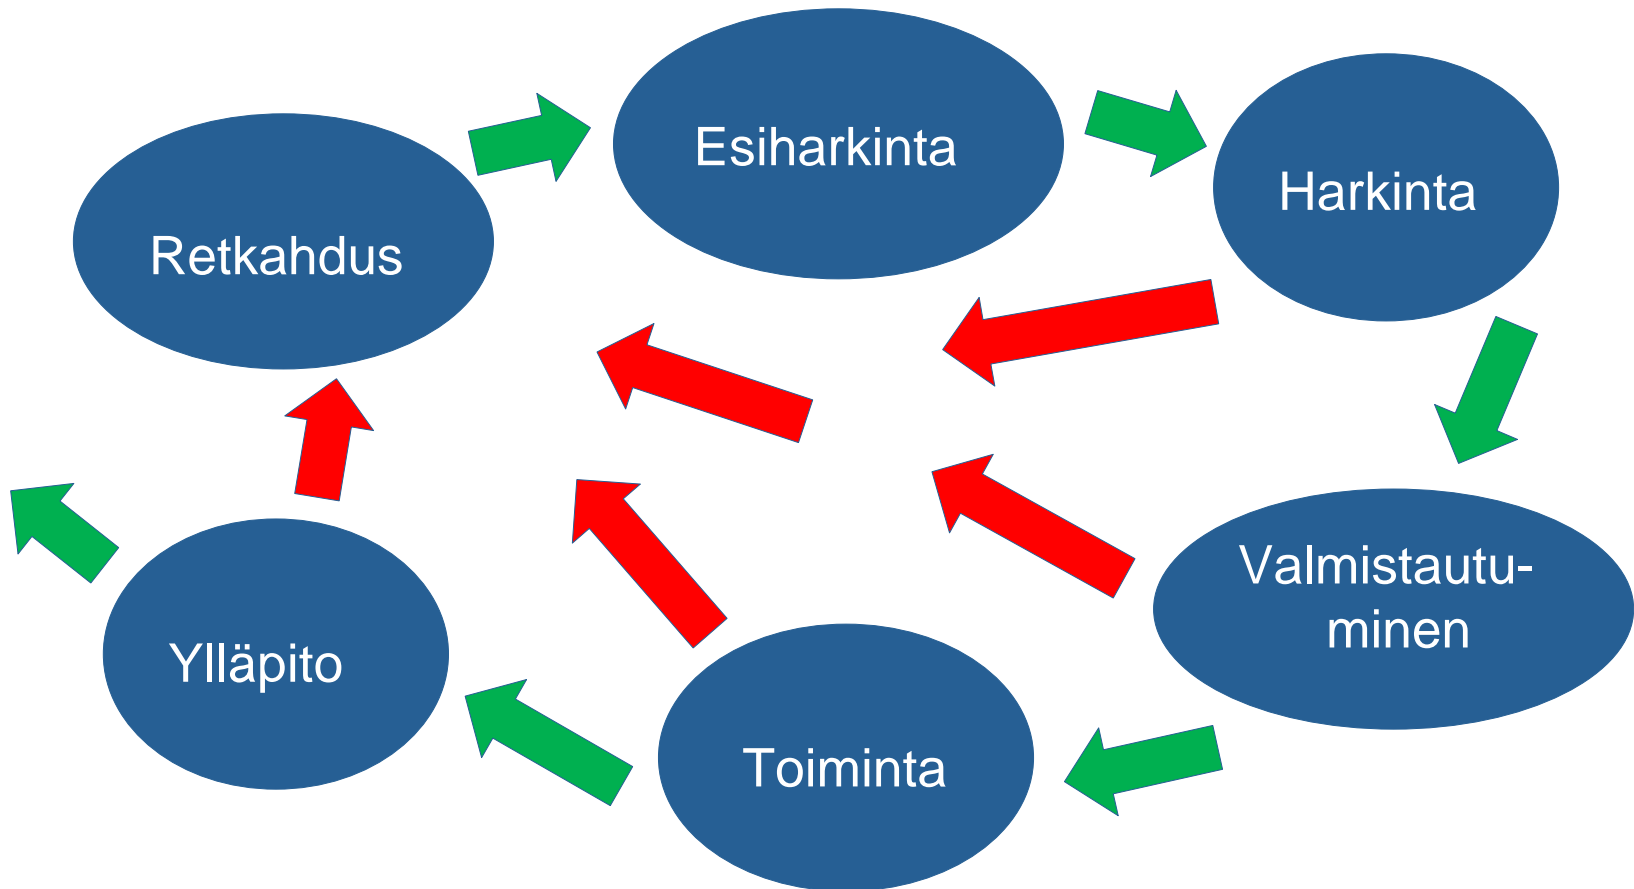 Esiharkinta
Harkinta
Retkahdus
Valmistautu-
minen
Ylläpito
Toiminta